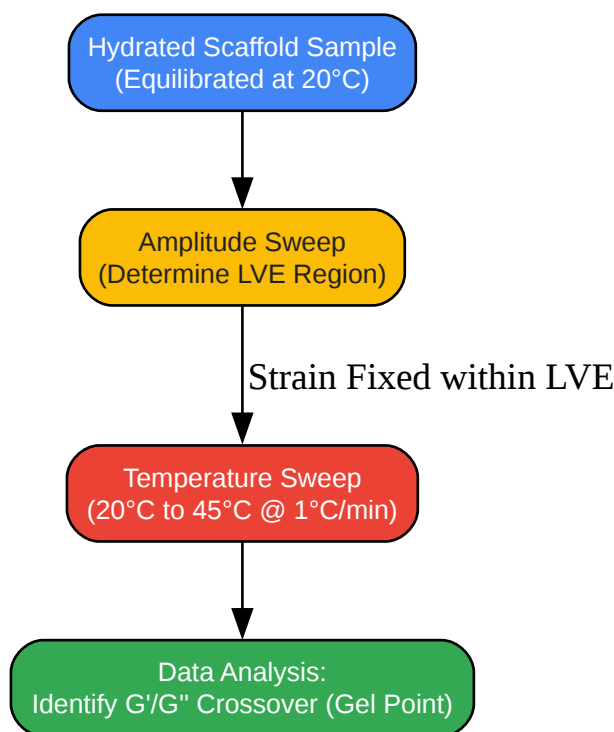 Hydrated Scaffold Sample
(Equilibrated at 20°C)
Amplitude Sweep
(Determine LVE Region)
Strain Fixed within LVE
Temperature Sweep
(20°C to 45°C @ 1°C/min)
Data Analysis:
Identify G'/G" Crossover (Gel Point)